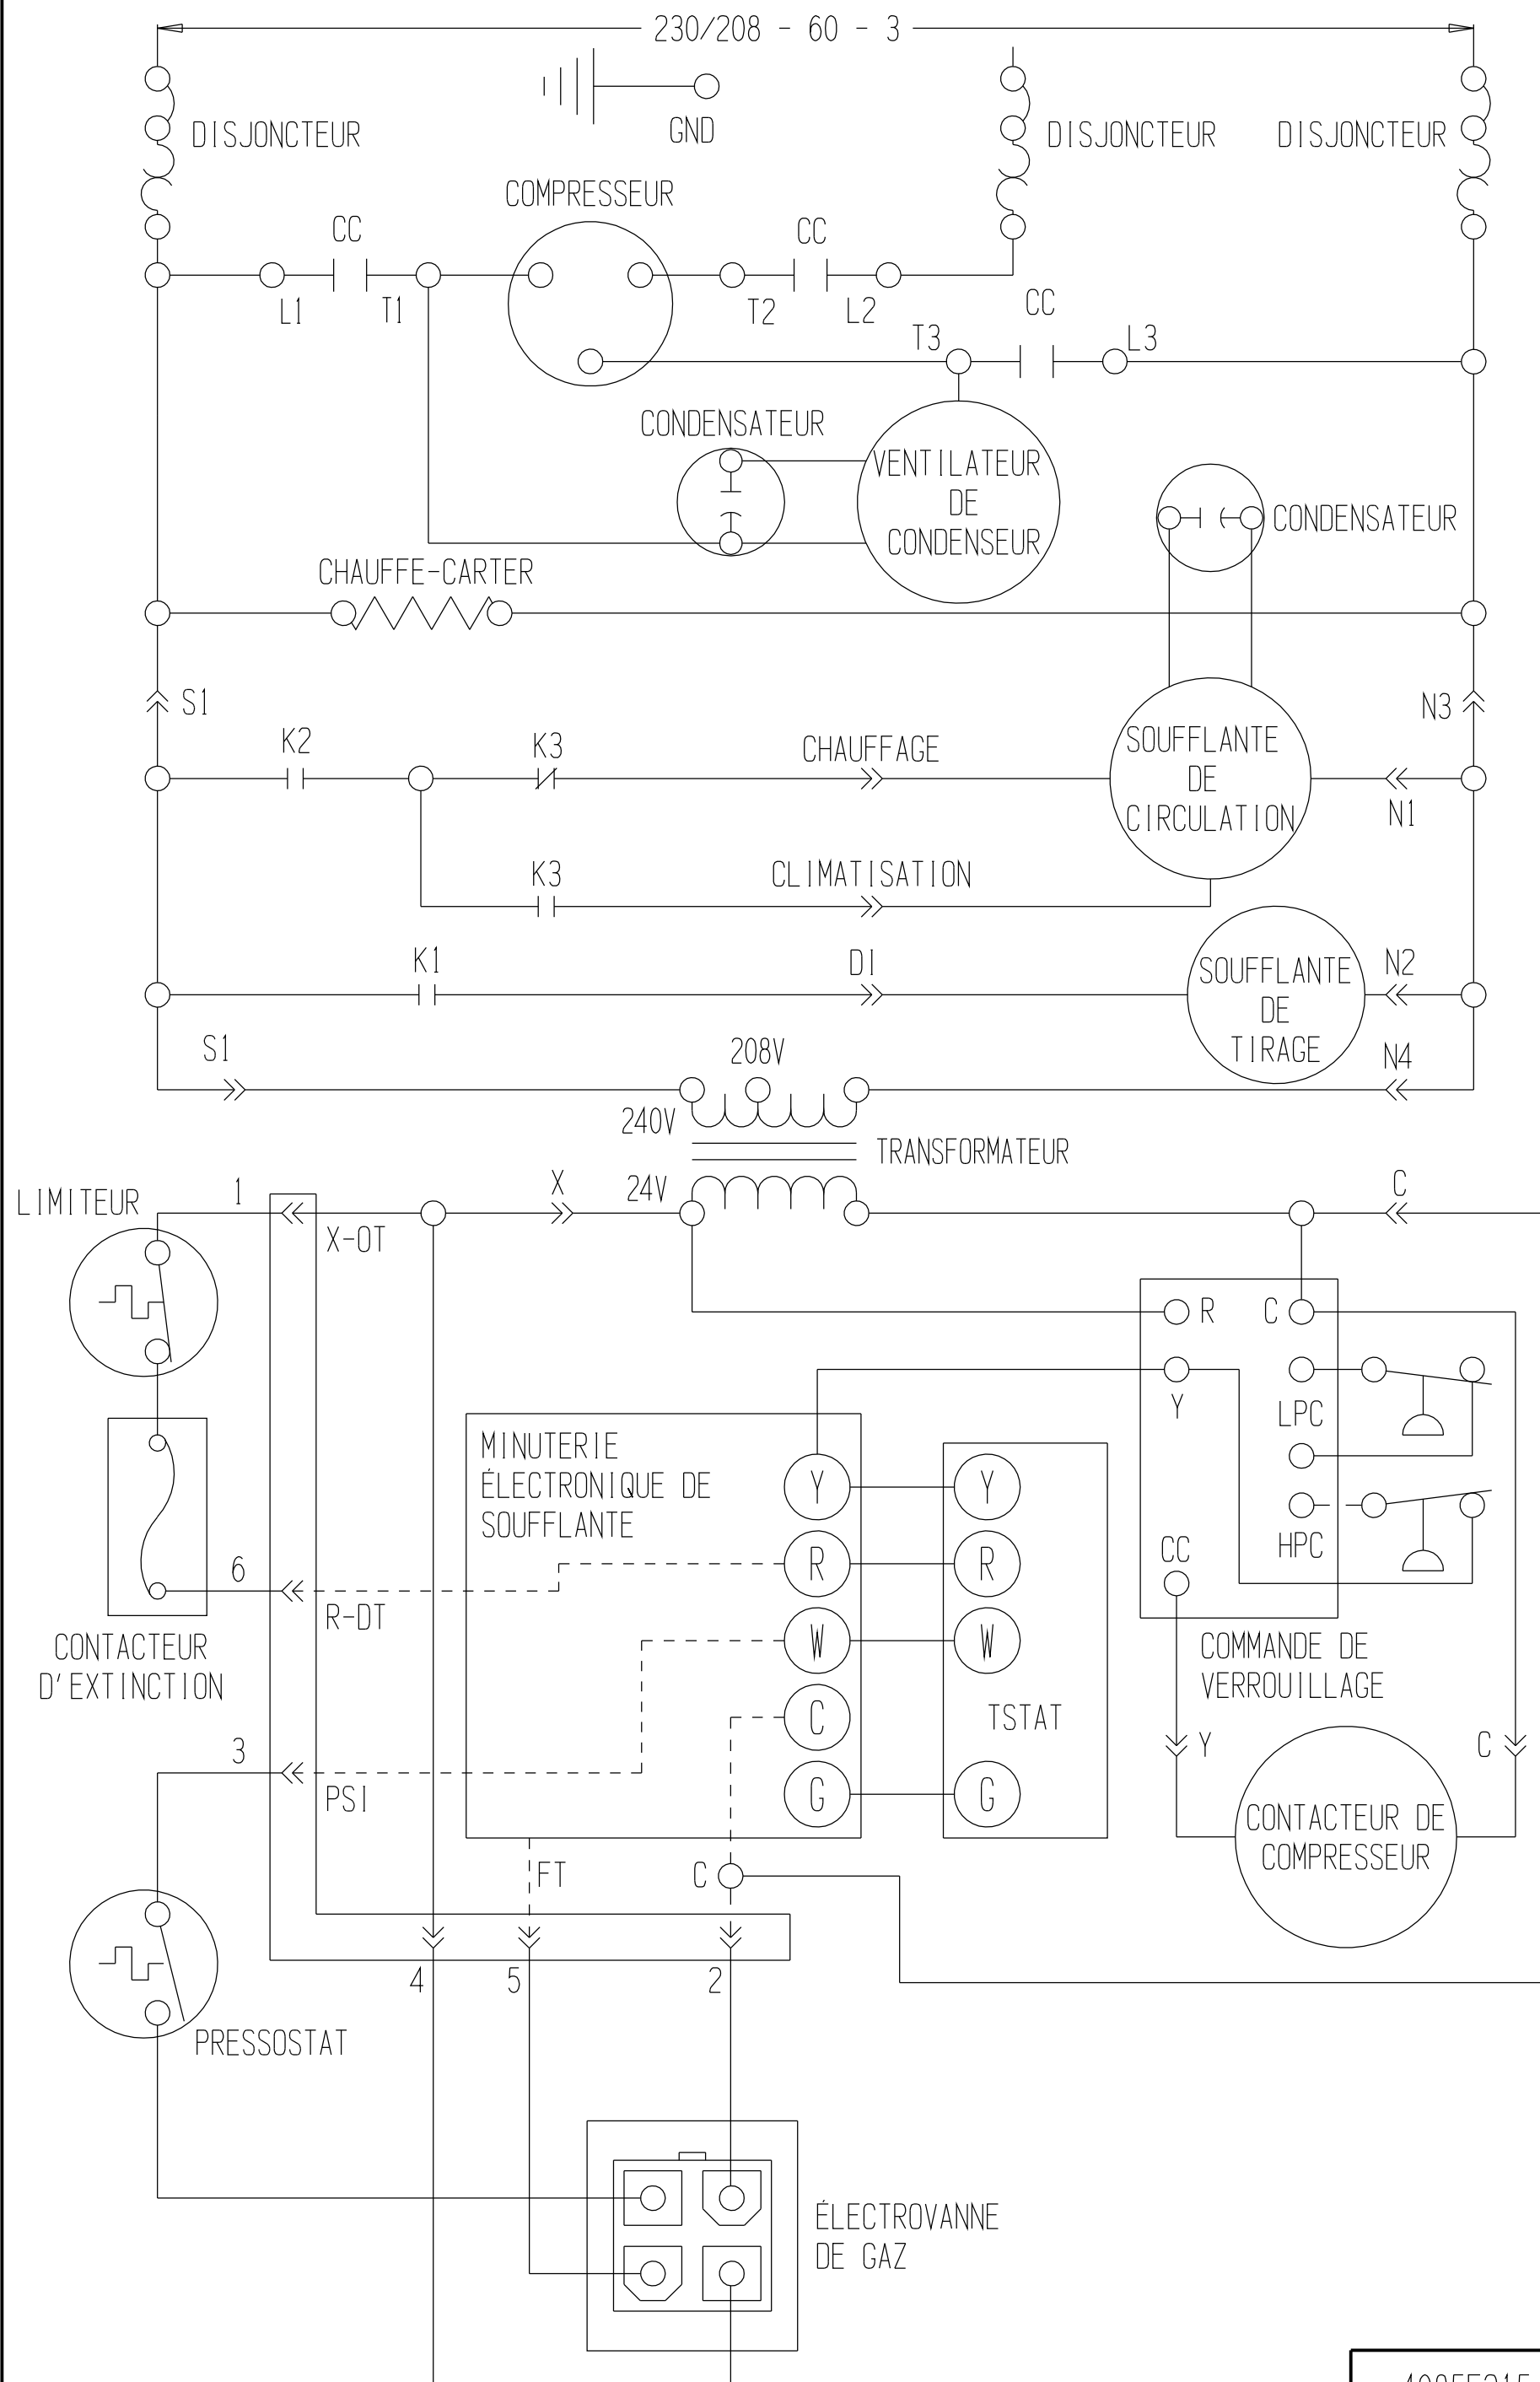 230/208 - 60 - 3
GND
DISJONCTEUR
DISJONCTEUR
DISJONCTEUR
COMPRESSEUR
CC
CC
L1
T1
T2
L2
CC
T3
L3
CONDENSATEUR
VENTILATEUR
DE
CONDENSEUR
CONDENSATEUR
CHAUFFE-CARTER
S1
N3
K2
K3
CHAUFFAGE
SOUFFLANTE
DE
CIRCULATION
N1
K3
CLIMATISATION
K1
DI
SOUFFLANTE
DE
TIRAGE
N2
S1
208V
N4
240V
TRANSFORMATEUR
LIMITEUR
1
X
24V
C
X-OT
R
C
Y
LPC
MINUTERIE
ÉLECTRONIQUE DE
SOUFFLANTE
Y
Y
R
R
HPC
CC
6
R-DT
W
W
CONTACTEUR
D'EXTINCTION
COMMANDE DE
VERROUILLAGE
C
TSTAT
3
Y
C
PSI
G
G
CONTACTEUR DE
COMPRESSEUR
FT
C
4
5
2
PRESSOSTAT
ÉLECTROVANNE
DE GAZ